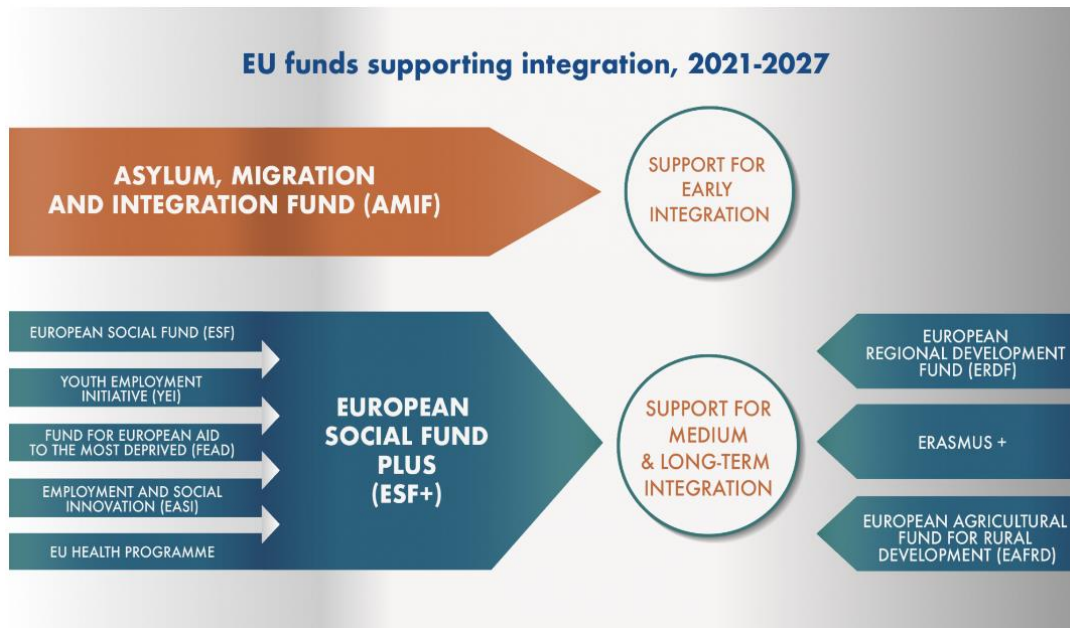 EU funds supporting integration, 2021-2027
ASYLUM, MIGRATION
AND INTEGRATION FUND (AMIF)
SUPPORT FOR
EARLY
INTEGRATION
EUROPEAN SOCIAL FUND (ESF)
YOUTH EMPLOYMENT
INITIATIVE (YEI)
FUND FOR EUROPEAN AID
TO THE MOST DEPRIVED (FEAD)
EMPLOYMENT AND SOCIAL
INNOVATION (EASI)
EU HEALTH PROGRAMME
EUROPEAN
SOCIAL FUND
PLUS
(ESF+)
SUPPORT FOR
MEDIUM
& LONG-TERM
INTEGRATION
EUROPEAN
REGIONAL DEVELOPMENT
FUND (ERDF)
ERASMUS +
EUROPEAN AGRICULTURAL
FUND FOR RURAL
DEVELOPMENT (EAFRD)